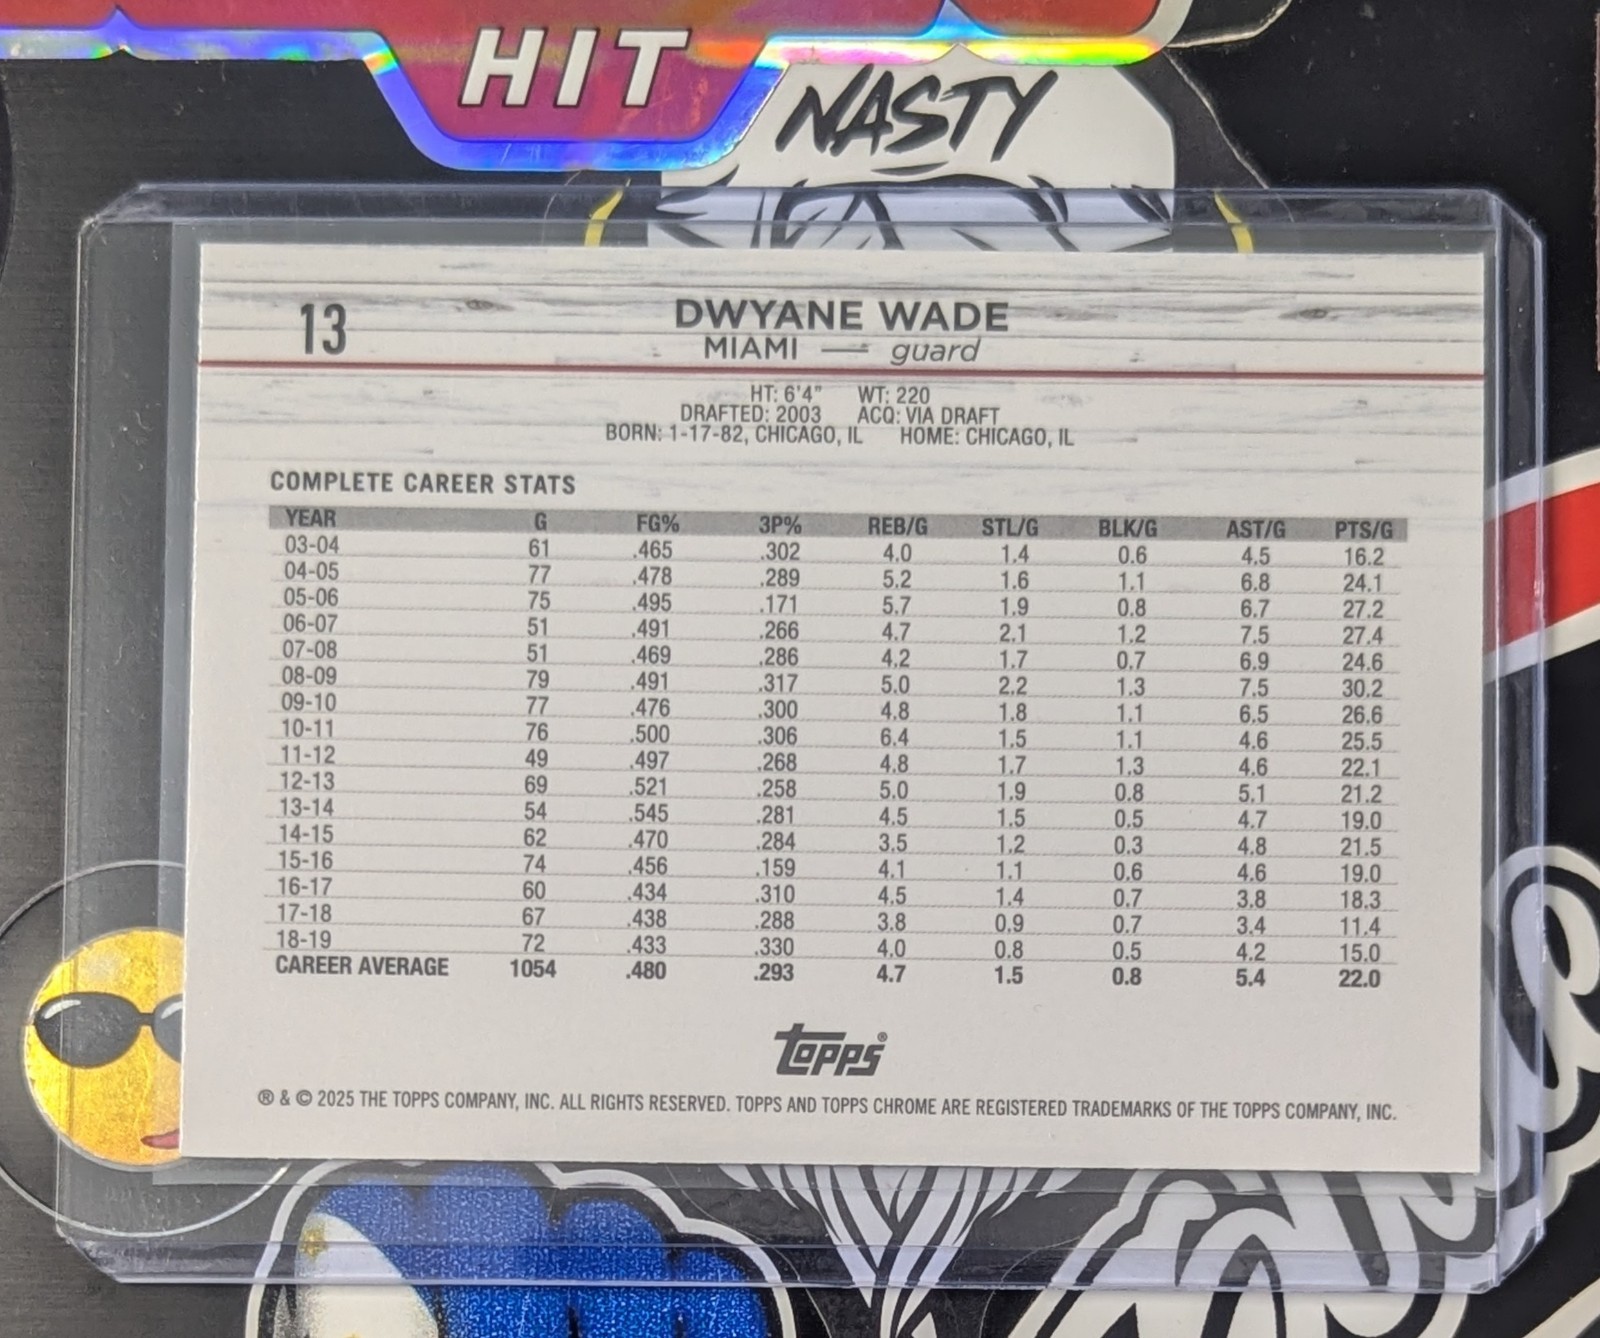 HIT
NASTY
13
DWYANE WADE
MIAMI — guard
HT: 6'4" WT: 220
DRAFTED: 2003 ACQ: VIA DRAFT
BORN: 1-17-82, CHICAGO, IL HOME: CHICAGO, IL
COMPLETE CAREER STATS
YEAR G FG% 3P% REB/G STL/G BLK/G AST/G PTS/G
03-04 61 .465 .302 4.0 1.4 0.6 4.5 16.2
04-05 77 .478 .289 5.2 1.6 1.1 6.8 24.1
05-06 75 .495 .171 5.7 1.9 0.8 6.7 27.2
06-07 51 .491 .266 4.7 2.1 1.2 7.5 27.4
07-08 51 .469 .286 4.2 1.7 0.7 6.9 24.6
08-09 79 .491 .317 5.0 2.2 1.3 7.5 30.2
09-10 77 .476 .300 4.8 1.8 1.1 6.5 26.6
10-11 76 .500 .306 6.4 1.5 1.1 4.6 25.5
11-12 49 .497 .268 4.8 1.7 1.3 4.6 22.1
12-13 69 .521 .258 5.0 1.9 0.8 5.1 21.2
13-14 54 .545 .281 4.5 1.5 0.5 4.7 19.0
14-15 62 .470 .284 3.5 1.2 0.3 4.8 21.5
15-16 74 .456 .159 4.1 1.1 0.6 4.6 19.0
16-17 60 .434 .310 4.5 1.4 0.7 3.8 18.3
17-18 67 .438 .288 3.8 0.9 0.7 3.4 11.4
18-19 72 .433 .330 4.0 0.8 0.5 4.2 15.0
CAREER AVERAGE 1054 .480 .293 4.7 1.5 0.8 5.4 22.0
topps®
® & © 2025 THE TOPPS COMPANY, INC. ALL RIGHTS RESERVED. TOPPS AND TOPPS CHROME ARE REGISTERED TRADEMARKS OF THE TOPPS COMPANY, INC.